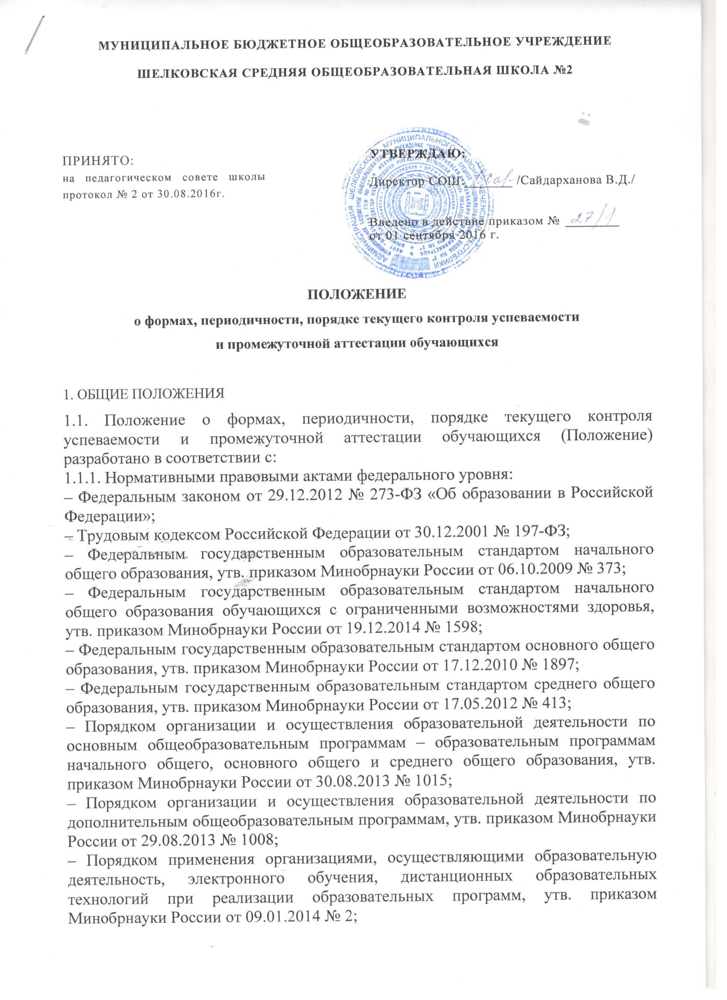 МУНИЦИПАЛЬНОЕ БЮДЖЕТНОЕ ОБЩЕОБРАЗОВАТЕЛЬНОЕ УЧРЕЖДЕНИЕ
ШЕЛКОВСКАЯ СРЕДНЯЯ ОБЩЕОБРАЗОВАТЕЛЬНАЯ ШКОЛА №2
ПРИНЯТО:
на педагогическом совете школы
протокол № 2 от 30.08.2016г.
УТВЕРЖДАЮ:
Директор СОШ: /Сайдарханова В.Д./
Введено в действие приказом № 27/1
от 01 сентября 2016 г.
ПОЛОЖЕНИЕ
о формах, периодичности, порядке текущего контроля успеваемости
и промежуточной аттестации обучающихся
1. ОБЩИЕ ПОЛОЖЕНИЯ
1.1. Положение о формах, периодичности, порядке текущего контроля
успеваемости и промежуточной аттестации обучающихся (Положение)
разработано в соответствии с:
1.1.1. Нормативными правовыми актами федерального уровня:
– Федеральным законом от 29.12.2012 № 273-ФЗ «Об образовании в Российской
Федерации»;
– Трудовым кодексом Российской Федерации от 30.12.2001 № 197-ФЗ;
– Федеральным государственным образовательным стандартом начального
общего образования, утв. приказом Минобрнауки России от 06.10.2009 № 373;
– Федеральным государственным образовательным стандартом начального
общего образования обучающихся с ограниченными возможностями здоровья,
утв. приказом Минобрнауки России от 19.12.2014 № 1598;
– Федеральным государственным образовательным стандартом основного общего
образования, утв. приказом Минобрнауки России от 17.12.2010 № 1897;
– Федеральным государственным образовательным стандартом среднего общего
образования, утв. приказом Минобрнауки России от 17.05.2012 № 413;
– Порядком организации и осуществления образовательной деятельности по
основным общеобразовательным программам – образовательным программам
начального общего, основного общего и среднего общего образования, утв.
приказом Минобрнауки России от 30.08.2013 № 1015;
– Порядком организации и осуществления образовательной деятельности по
дополнительным общеобразовательным программам, утв. приказом Минобрнауки
России от 29.08.2013 № 1008;
– Порядком применения организациями, осуществляющими образовательную
деятельность, электронного обучения, дистанционных образовательных
технологий при реализации образовательных программ, утв. приказом
Минобрнауки России от 09.01.2014 № 2;